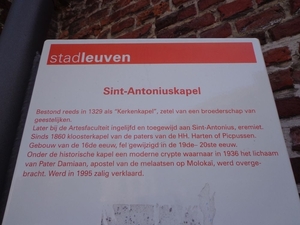 stadleuven
Sint-Antoniuskapel
Bestond reeds in 1329 als "Kerkenkapel", zetel van een broederschap van
geestelijken.
Later bij de Artesfaculteit ingelijfd en toegewijd aan Sint-Antonius, eremiet.
Sinds 1860 kloosterkapel van de paters van de HH. Harten of Picpussen.
Gebouw van de 16de eeuw, fel gewijzigd in de 19de- 20ste eeuw.
Onder de historische kapel een moderne crypte waarnaar in 1936 het lichaam
van Pater Damiaan, apostel van de melaatsen op Molokaï, werd overge-
bracht. Werd in 1995 zalig verklaard.